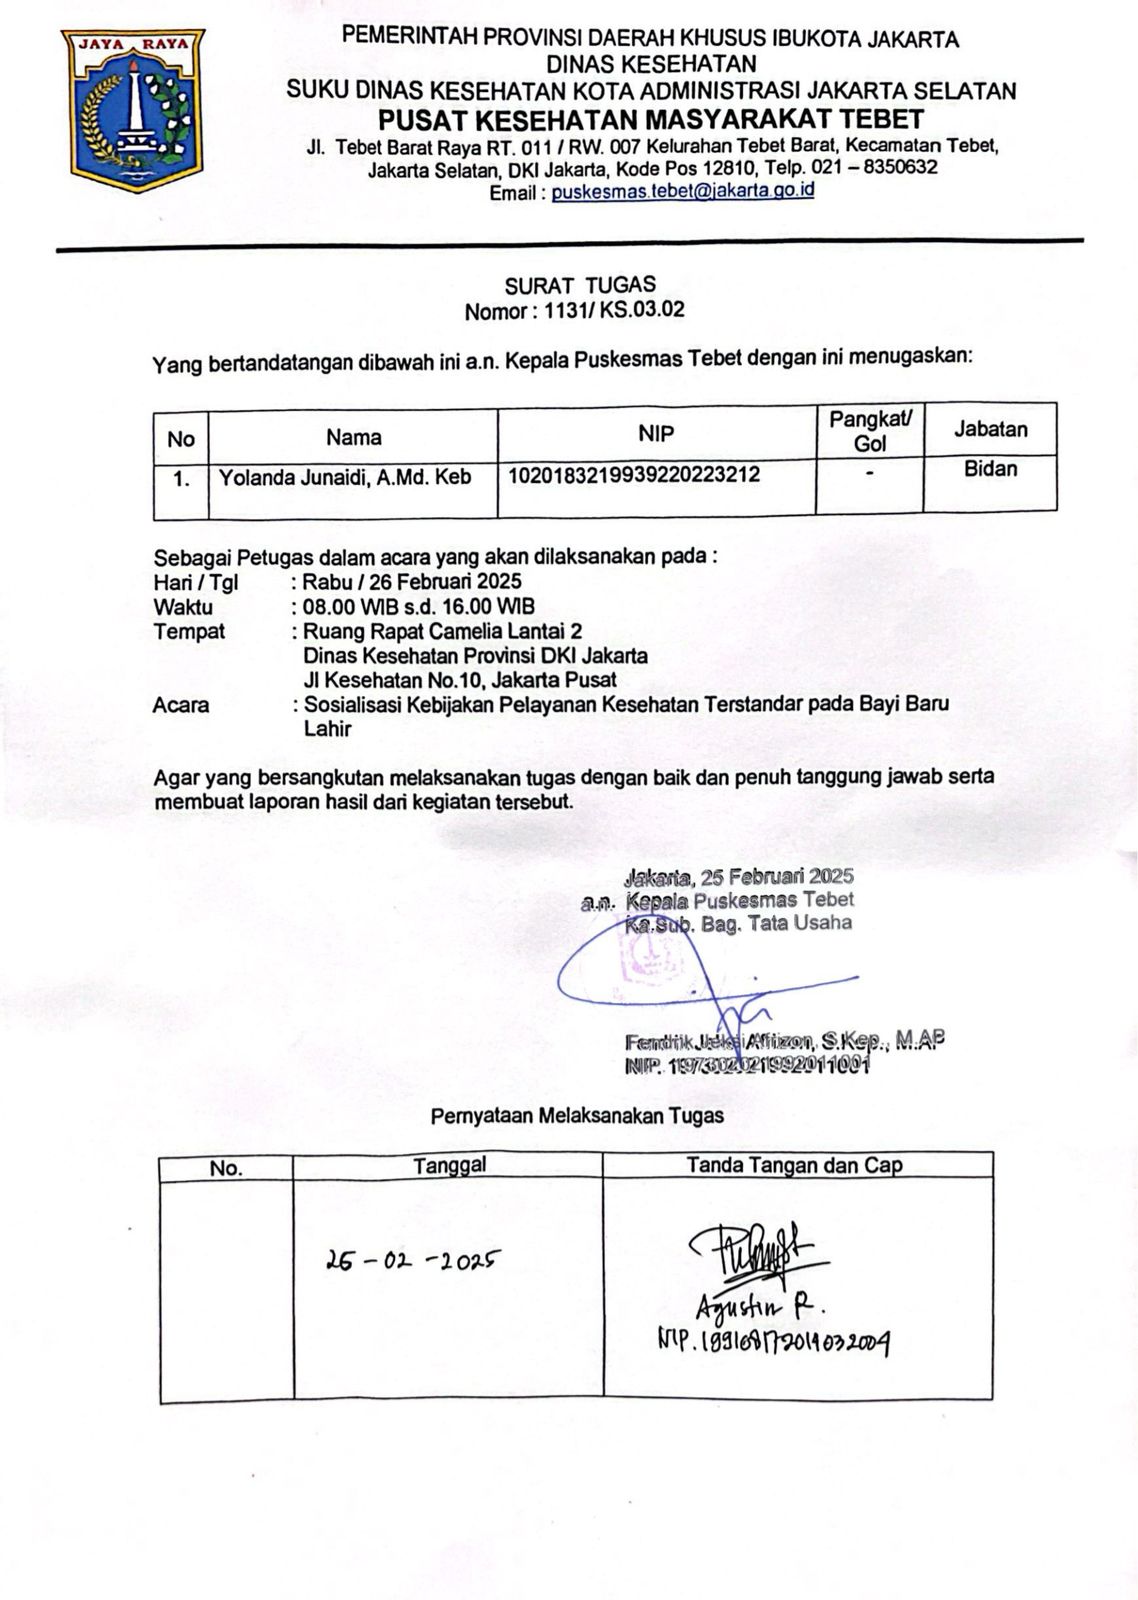 JAYA RAYA
PEMERINTAH PROVINSI DAERAH KHUSUS IBUKOTA JAKARTA
DINAS KESEHATAN
SUKU DINAS KESEHATAN KOTA ADMINISTRASI JAKARTA SELATAN
PUSAT KESEHATAN MASYARAKAT TEBET
Jl. Tebet Barat Raya RT. 011 / RW. 007 Kelurahan Tebet Barat, Kecamatan Tebet,
Jakarta Selatan, DKI Jakarta, Kode Pos 12810, Telp. 021 – 8350632
Email : puskesmas.tebet@jakarta.go.id
SURAT TUGAS
Nomor : 1131/ KS.03.02
Yang bertandatangan dibawah ini a.n. Kepala Puskesmas Tebet dengan ini menugaskan:
No Nama NIP Pangkat/ Gol Jabatan
1. Yolanda Junaidi, A.Md. Keb 1020183219939220223212 - Bidan
Sebagai Petugas dalam acara yang akan dilaksanakan pada :
Hari / Tgl : Rabu / 26 Februari 2025
Waktu : 08.00 WIB s.d. 16.00 WIB
Tempat : Ruang Rapat Camelia Lantai 2
Dinas Kesehatan Provinsi DKI Jakarta
Jl Kesehatan No.10, Jakarta Pusat
Acara : Sosialisasi Kebijakan Pelayanan Kesehatan Terstandar pada Bayi Baru
Lahir
Agar yang bersangkutan melaksanakan tugas dengan baik dan penuh tanggung jawab serta
membuat laporan hasil dari kegiatan tersebut.
Jakarta, 25 Februari 2025
a.n. Kepala Puskesmas Tebet
Ka.Sub. Bag. Tata Usaha
Fendrik S.Kep., M.AP
NIP.
Pernyataan Melaksanakan Tugas
No. Tanggal Tanda Tangan dan Cap
26-02-2025
Agustin R.
NIP. 199108172014032004